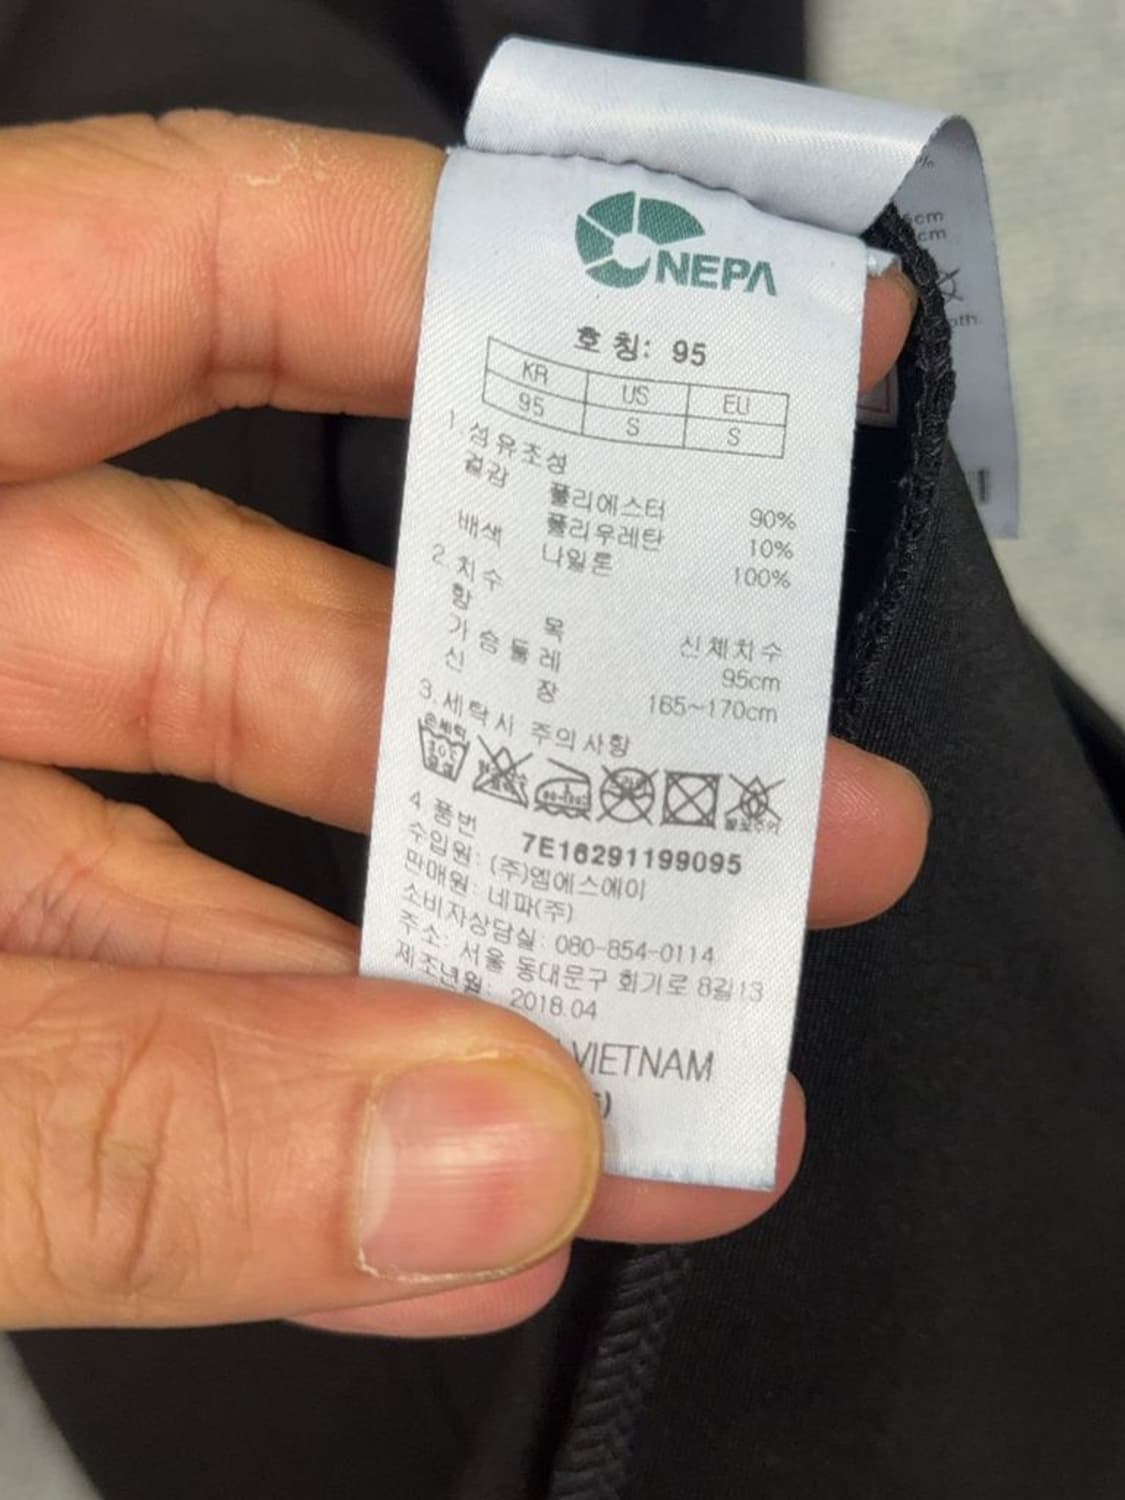 NEPA
호칭: 95
KR US EU
95 S S
1. 섬유조성
겉감 폴리에스터 90%
폴리우레탄 10%
배색 나일론 100%
2. 치수
항 목 신체치수
가슴둘레 95cm
신 장 165~170cm
3. 세탁시 주의사항
손세탁
4. 품번 7E16291199095
수입원: (주)엠에스에이
판매원: 네파(주)
소비자상담실: 080-854-0114
주소: 서울 동대문구 회기로 8길13
제조년월: 2018.04
VIETNAM
cm
cm